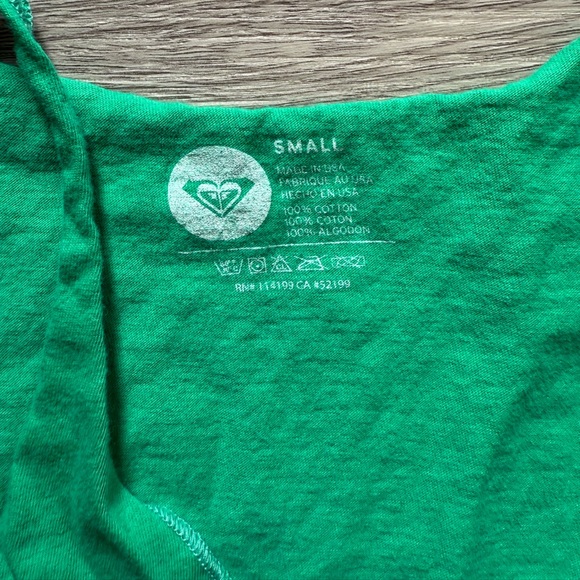 SMALL
MADE IN USA
FABRIQUE AU USA
HECHO EN USA
100% COTTON
100% COTON
100% ALGODON
RN# 114199 CA #52199